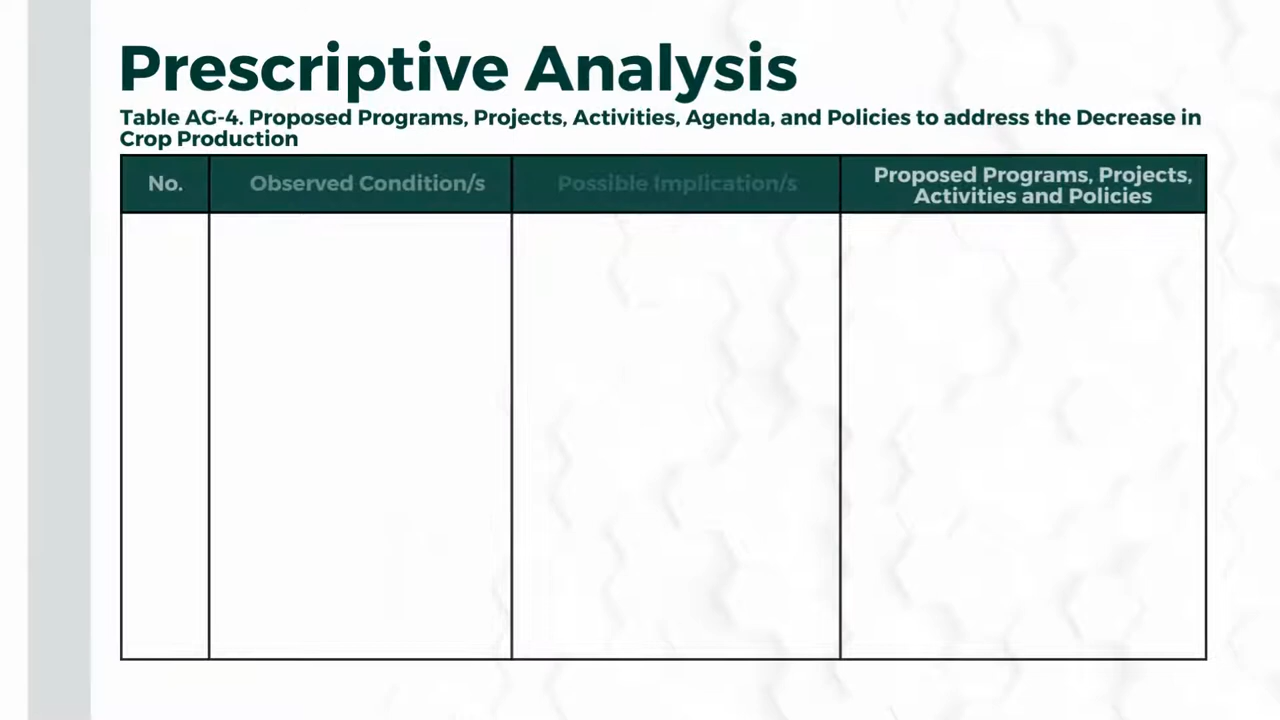 Prescriptive Analysis
Table AG-4. Proposed Programs, Projects, Activities, Agenda, and Policies to address the Decrease in
Crop Production
No.
Observed Condition/s
Possible Implication/s
Proposed Programs, Projects,
Activities and Policies